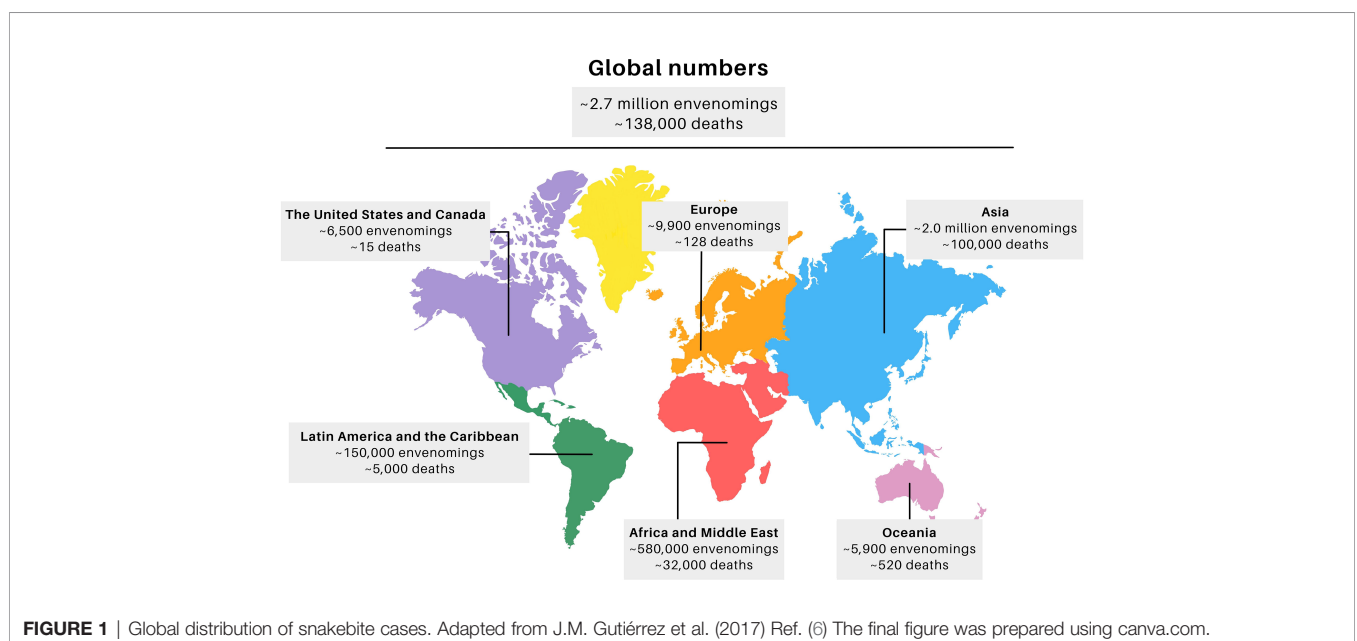 Global numbers
~2.7 million envenomings
~138,000 deaths
The United States and Canada
~6,500 envenomings
~15 deaths
Europe
~9,900 envenomings
~128 deaths
Asia
~2.0 million envenomings
~100,000 deaths
Latin America and the Caribbean
~150,000 envenomings
~5,000 deaths
Africa and Middle East
~580,000 envenomings
~32,000 deaths
Oceania
~5,900 envenomings
~520 deaths
FIGURE 1 | Global distribution of snakebite cases. Adapted from J.M. Gutiérrez et al. (2017) Ref. (6) The final figure was prepared using canva.com.